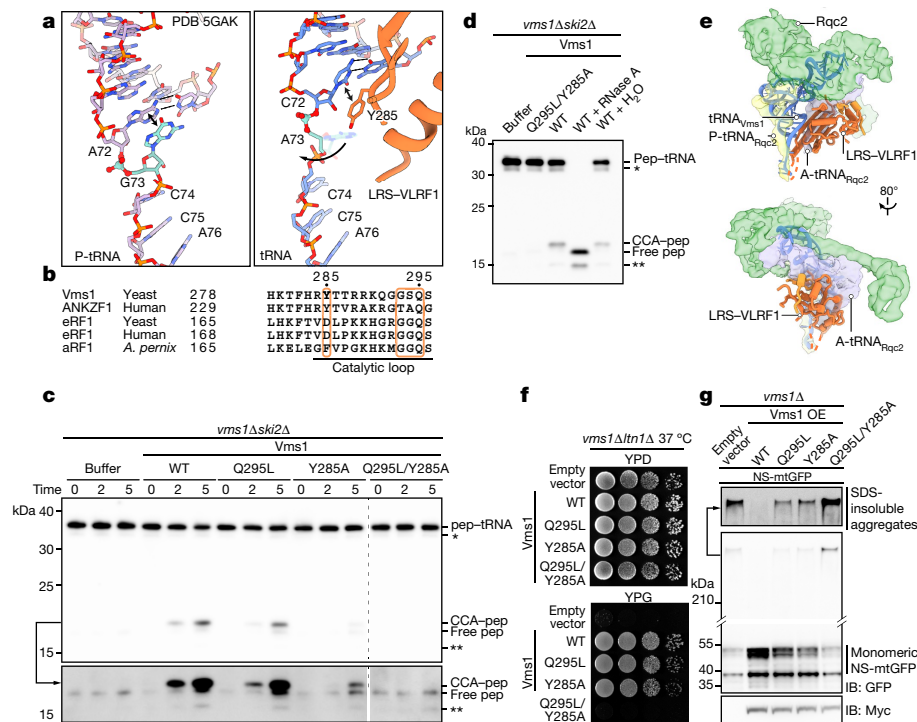 a
PDB 5GAK
A72
G73
C74
C75
A76
P-tRNA
C72
Y285
A73
C74
LRS–VLRF1
C75
A76
tRNA
b
285 295
Vms1 Yeast 278 HKTFHRYTTRRKQGGSQS
ANKZF1 Human 229 HKTFHRYTVRAKRGTAQG
eRF1 Yeast 165 LHKFTVDLPKKHGRGGQS
eRF1 Human 168 LHKFTVDLPKKHGRGGQS
aRF1 A. pernix 165 LKELEGFVPGKHKMGGQS
Catalytic loop
c
vms1Δski2Δ
Vms1
Buffer WT Q295L Y285A Q295L/Y285A
Time 0 2 5 0 2 5 0 2 5 0 2 5 0 2 5
kDa 40
30
25
15
pep–tRNA
*
CCA–pep
Free pep
**
CCA–pep
Free pep
**
15
d
vms1Δski2Δ
Vms1
Buffer
Q295L/Y285A
WT
WT + RNase A
WT + H2O
kDa
40
30
25
15
Pep–tRNA
*
CCA–pep
Free pep
**
e
Rqc2
tRNAVms1
P-tRNARqc2
LRS–VLRF1
A-tRNARqc2
80°
LRS–VLRF1
A-tRNARqc2
f
vms1Δltn1Δ 37 °C
YPD
Empty vector
Vms1
WT
Q295L
Y285A
Q295L/
Y285A
YPG
Empty vector
Vms1
WT
Q295L
Y285A
Q295L/
Y285A
g
vms1Δ
Vms1 OE
Empty vector
WT
Q295L
Y285A
Q295L/Y285A
NS-mtGFP
SDS-insoluble aggregates
kDa
210
55
40
35
Monomeric NS-mtGFP
IB: GFP
IB: Myc